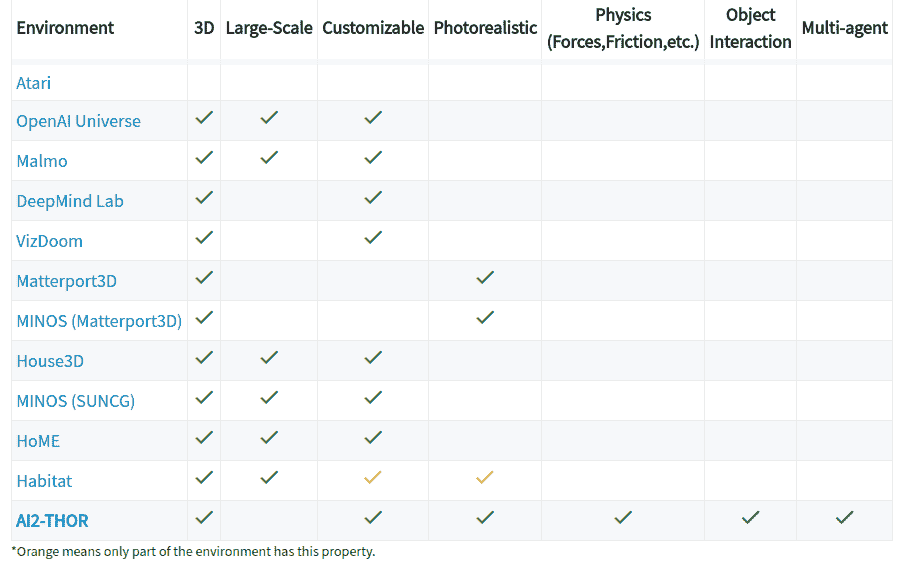 Environment 3D Large-Scale Customizable Photorealistic Physics (Forces,Friction,etc.) Object Interaction Multi-agent
Atari
OpenAI Universe ✓ ✓ ✓
Malmo ✓ ✓ ✓
DeepMind Lab ✓ ✓
VizDoom ✓ ✓
Matterport3D ✓ ✓
MINOS (Matterport3D) ✓ ✓
House3D ✓ ✓ ✓
MINOS (SUNCG) ✓ ✓ ✓
HoME ✓ ✓ ✓
Habitat ✓ ✓ ✓ ✓
AI2-THOR ✓ ✓ ✓ ✓ ✓ ✓
*Orange means only part of the environment has this property.